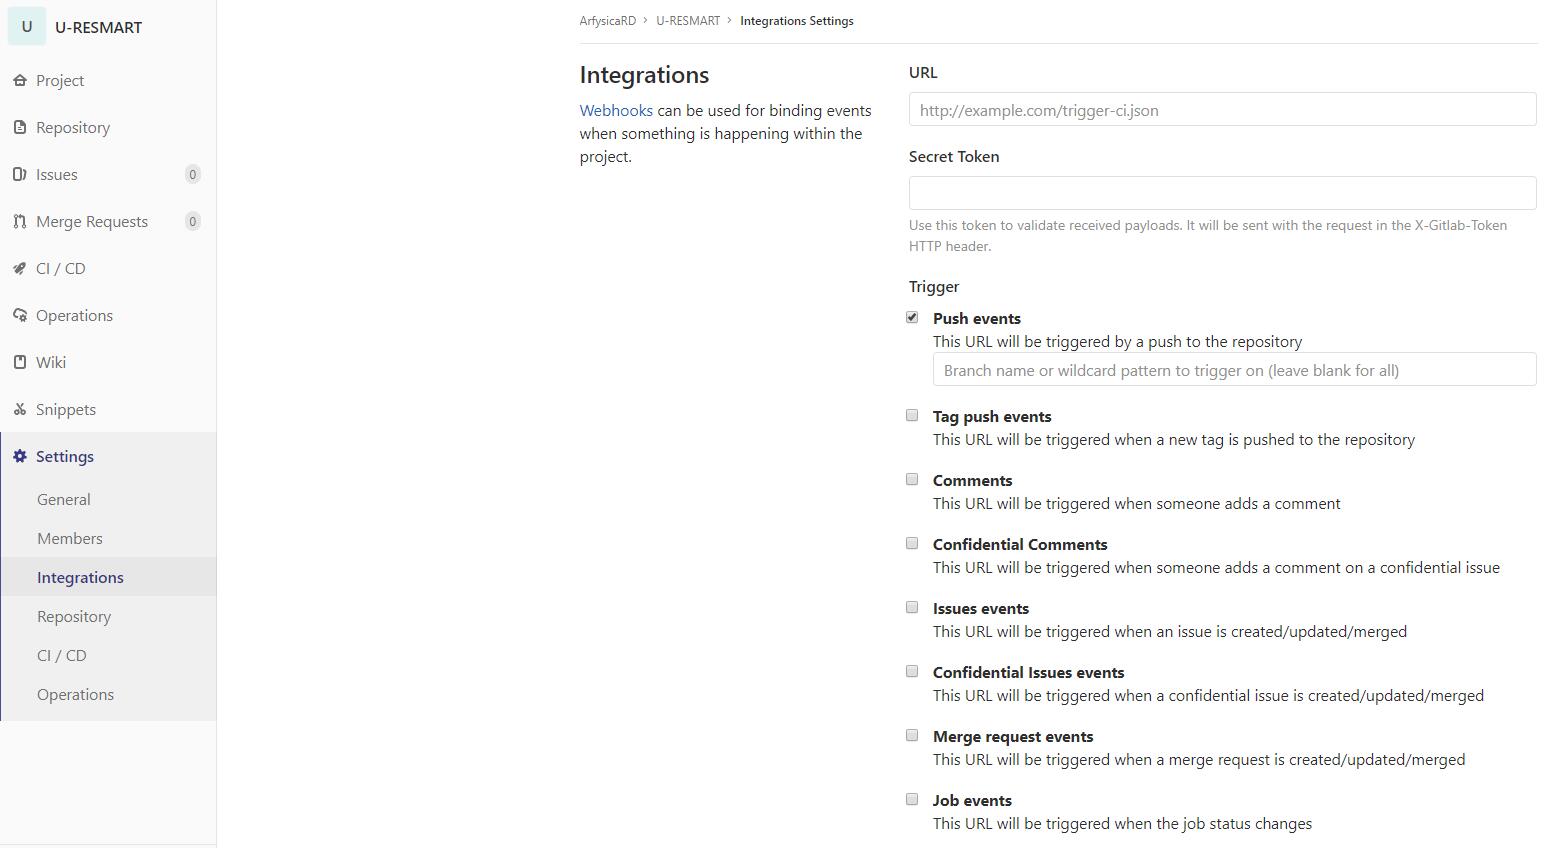 U U-RESMART
Project
Repository
Issues 0
Merge Requests 0
CI / CD
Operations
Wiki
Snippets
Settings
General
Members
Integrations
Repository
CI / CD
Operations
ArfysicaRD > U-RESMART > Integrations Settings
Integrations
Webhooks can be used for binding events
when something is happening within the
project.
URL
http://example.com/trigger-ci.json
Secret Token
Use this token to validate received payloads. It will be sent with the request in the X-Gitlab-Token
HTTP header.
Trigger
Push events
This URL will be triggered by a push to the repository
Branch name or wildcard pattern to trigger on (leave blank for all)
Tag push events
This URL will be triggered when a new tag is pushed to the repository
Comments
This URL will be triggered when someone adds a comment
Confidential Comments
This URL will be triggered when someone adds a comment on a confidential issue
Issues events
This URL will be triggered when an issue is created/updated/merged
Confidential Issues events
This URL will be triggered when a confidential issue is created/updated/merged
Merge request events
This URL will be triggered when a merge request is created/updated/merged
Job events
This URL will be triggered when the job status changes